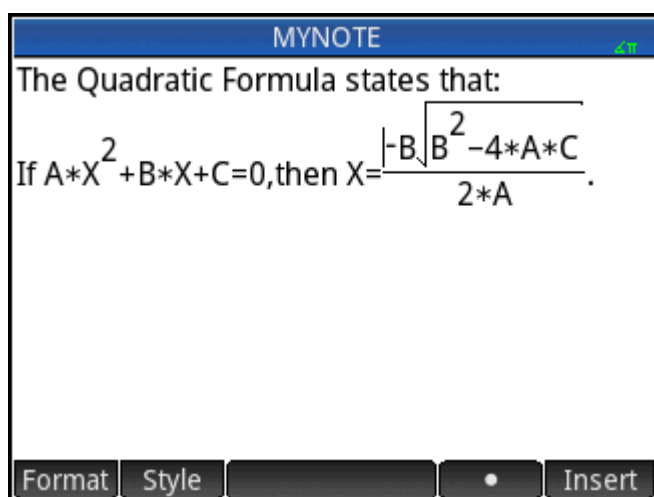 MYNOTE
∡π
The Quadratic Formula states that:
If A*X^2+B*X+C=0,then X=(-B√(B^2-4*A*C))/(2*A).
Format Style • Insert